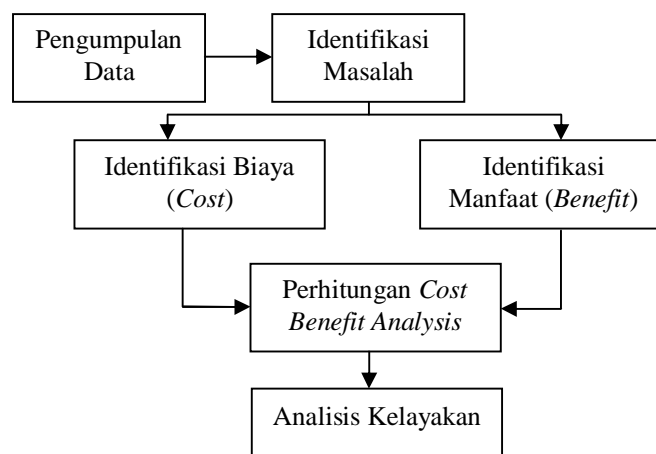 Pengumpulan
Data
Identifikasi
Masalah
Identifikasi Biaya
(Cost)
Identifikasi
Manfaat (Benefit)
Perhitungan Cost
Benefit Analysis
Analisis Kelayakan